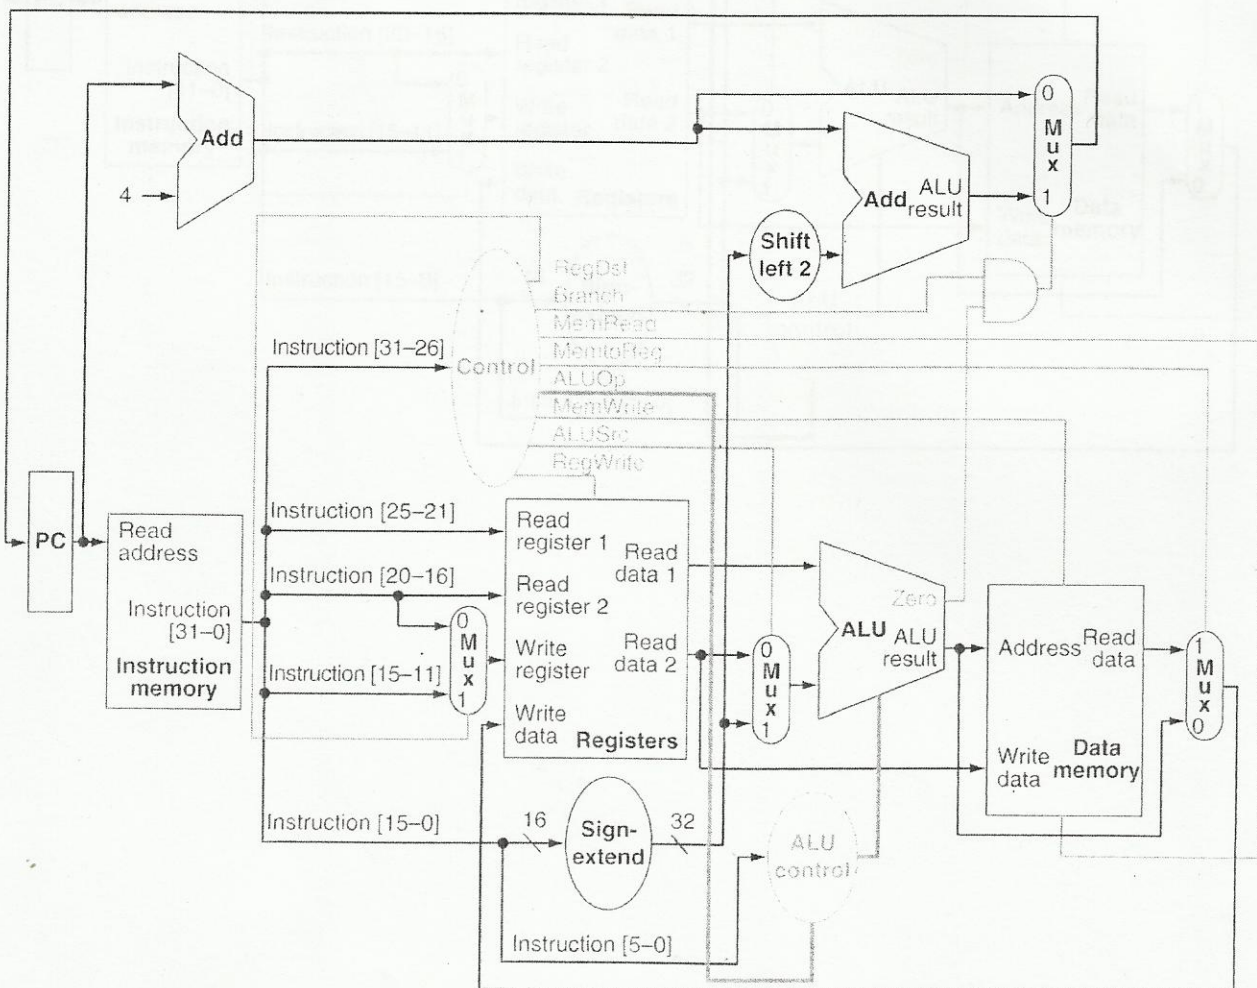 Add
4
0
Mux
1
Add
ALU
result
Shift
left 2
RegDst
Branch
MemRead
MemtoReg
ALUOp
MemWrite
ALUSrc
RegWrite
Instruction [31–26]
Control
PC
Read
address
Instruction
[31–0]
Instruction
memory
Instruction [25–21]
Instruction [20–16]
Instruction [15–11]
0
Mux
1
Read
register 1
Read
register 2
Write
register
Write
data
Read
data 1
Read
data 2
Registers
0
Mux
1
Zero
ALU
ALU
result
Address
Read
data
Write
data
Data
memory
1
Mux
0
Instruction [15–0]
16
Sign-
extend
32
ALU
control
Instruction [5–0]